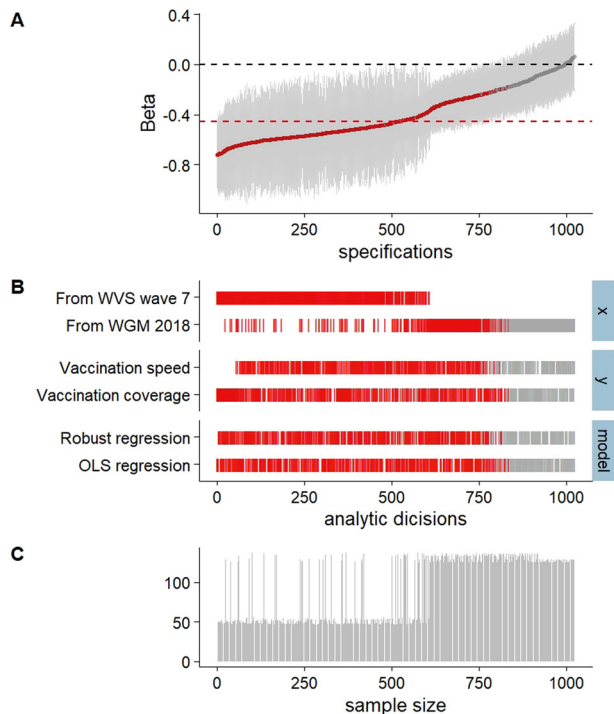 A
0.4
0.0
-0.4
-0.8
Beta
0 250 500 750 1000
specifications
B
From WVS wave 7
From WGM 2018
x
Vaccination speed
Vaccination coverage
y
Robust regression
OLS regression
model
0 250 500 750 1000
analytic dicisions
C
100
50
0
0 250 500 750 1000
sample size